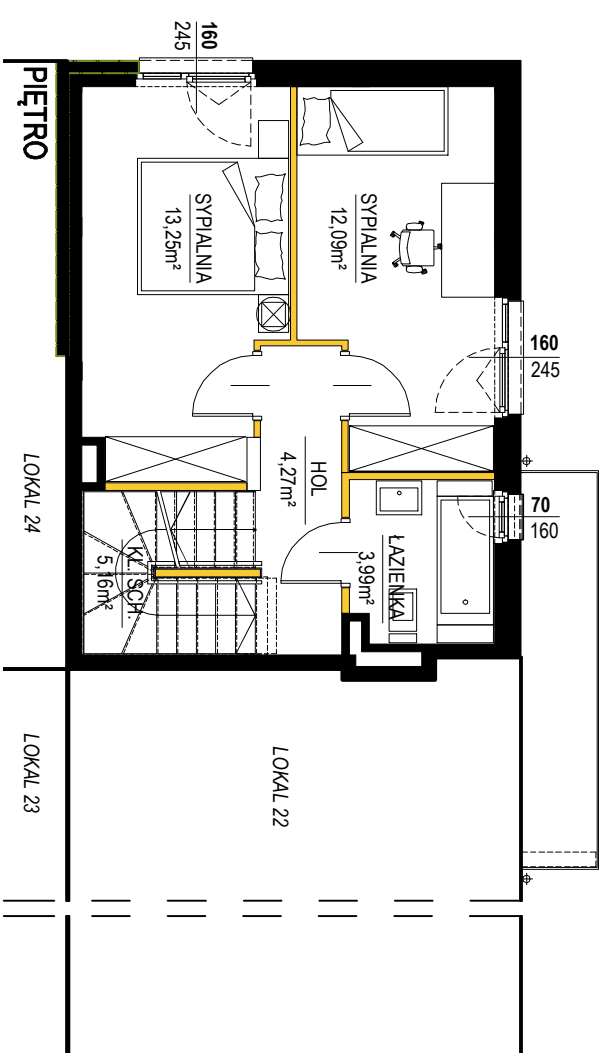 160
245
PIĘTRO
SYPIALNIA
13,25m²
SYPIALNIA
12,09m²
160
245
HOL
4,27m²
70
160
ŁAZIENKA
3,99m²
KL. SCH.
5,16m²
LOKAL 24
LOKAL 23
LOKAL 22